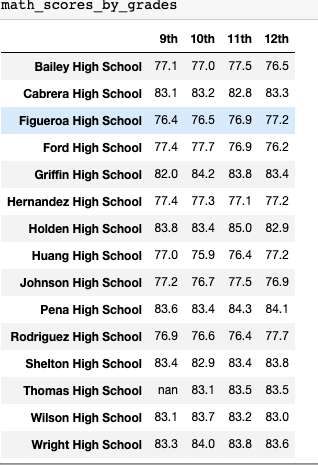 math_scores_by_grades
9th 10th 11th 12th
Bailey High School 77.1 77.0 77.5 76.5
Cabrera High School 83.1 83.2 82.8 83.3
Figueroa High School 76.4 76.5 76.9 77.2
Ford High School 77.4 77.7 76.9 76.2
Griffin High School 82.0 84.2 83.8 83.4
Hernandez High School 77.4 77.3 77.1 77.2
Holden High School 83.8 83.4 85.0 82.9
Huang High School 77.0 75.9 76.4 77.2
Johnson High School 77.2 76.7 77.5 76.9
Pena High School 83.6 83.4 84.3 84.1
Rodriguez High School 76.9 76.6 76.4 77.7
Shelton High School 83.4 82.9 83.4 83.8
Thomas High School nan 83.1 83.5 83.5
Wilson High School 83.1 83.7 83.2 83.0
Wright High School 83.3 84.0 83.8 83.6